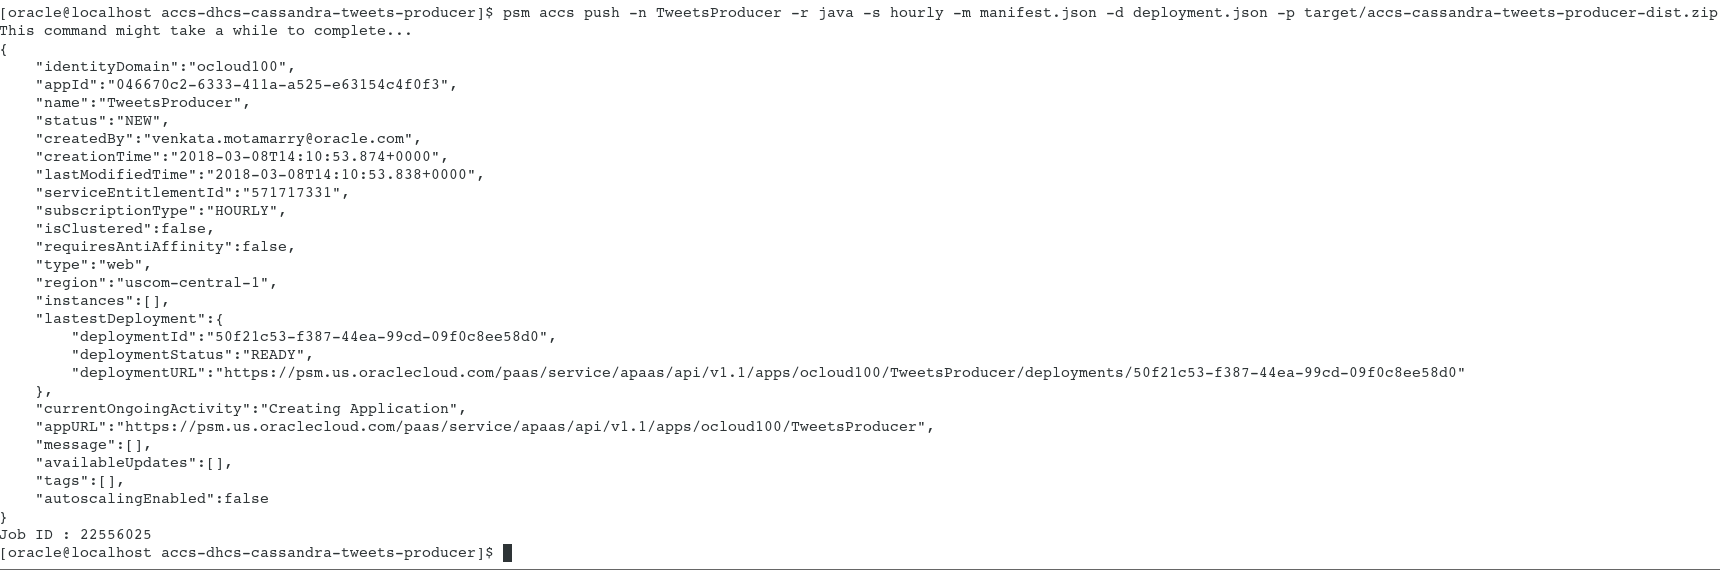 [oracle@localhost accs-dhcs-cassandra-tweets-producer]$ psm accs push -n TweetsProducer -r java -s hourly -m manifest.json -d deployment.json -p target/accs-cassandra-tweets-producer-dist.zip
This command might take a while to complete...
{
    "identityDomain":"ocloud100",
    "appId":"046670c2-6333-411a-a525-e63154c4f0f3",
    "name":"TweetsProducer",
    "status":"NEW",
    "createdBy":"venkata.motamarry@oracle.com",
    "creationTime":"2018-03-08T14:10:53.874+0000",
    "lastModifiedTime":"2018-03-08T14:10:53.838+0000",
    "serviceEntitlementId":"571717331",
    "subscriptionType":"HOURLY",
    "isClustered":false,
    "requiresAntiAffinity":false,
    "type":"web",
    "region":"uscom-central-1",
    "instances":[],
    "lastestDeployment":{
        "deploymentId":"50f21c53-f387-44ea-99cd-09f0c8ee58d0",
        "deploymentStatus":"READY",
        "deploymentURL":"https://psm.us.oraclecloud.com/paas/service/apaas/api/v1.1/apps/ocloud100/TweetsProducer/deployments/50f21c53-f387-44ea-99cd-09f0c8ee58d0"
    },
    "currentOngoingActivity":"Creating Application",
    "appURL":"https://psm.us.oraclecloud.com/paas/service/apaas/api/v1.1/apps/ocloud100/TweetsProducer",
    "message":[],
    "availableUpdates":[],
    "tags":[],
    "autoscalingEnabled":false
}
Job ID : 22556025
[oracle@localhost accs-dhcs-cassandra-tweets-producer]$